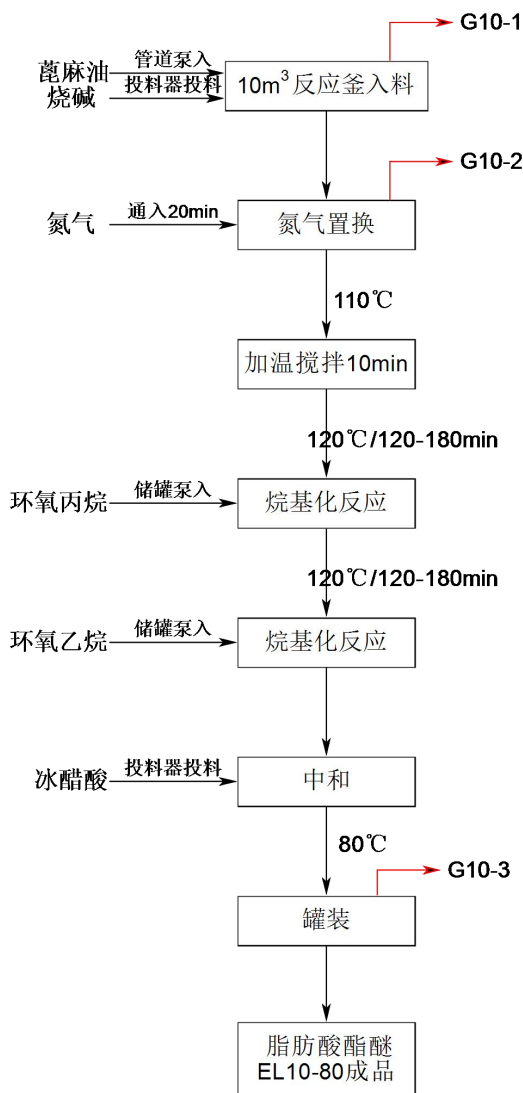 G10-1
蓖麻油
管道泵入
烧碱
投料器投料
10m³反应釜入料
G10-2
氮气
通入20min
氮气置换
110℃
加温搅拌10min
120℃/120-180min
环氧丙烷
储罐泵入
烷基化反应
120℃/120-180min
环氧乙烷
储罐泵入
烷基化反应
冰醋酸
投料器投料
中和
80℃
G10-3
罐装
脂肪酸酯醚
EL10-80成品